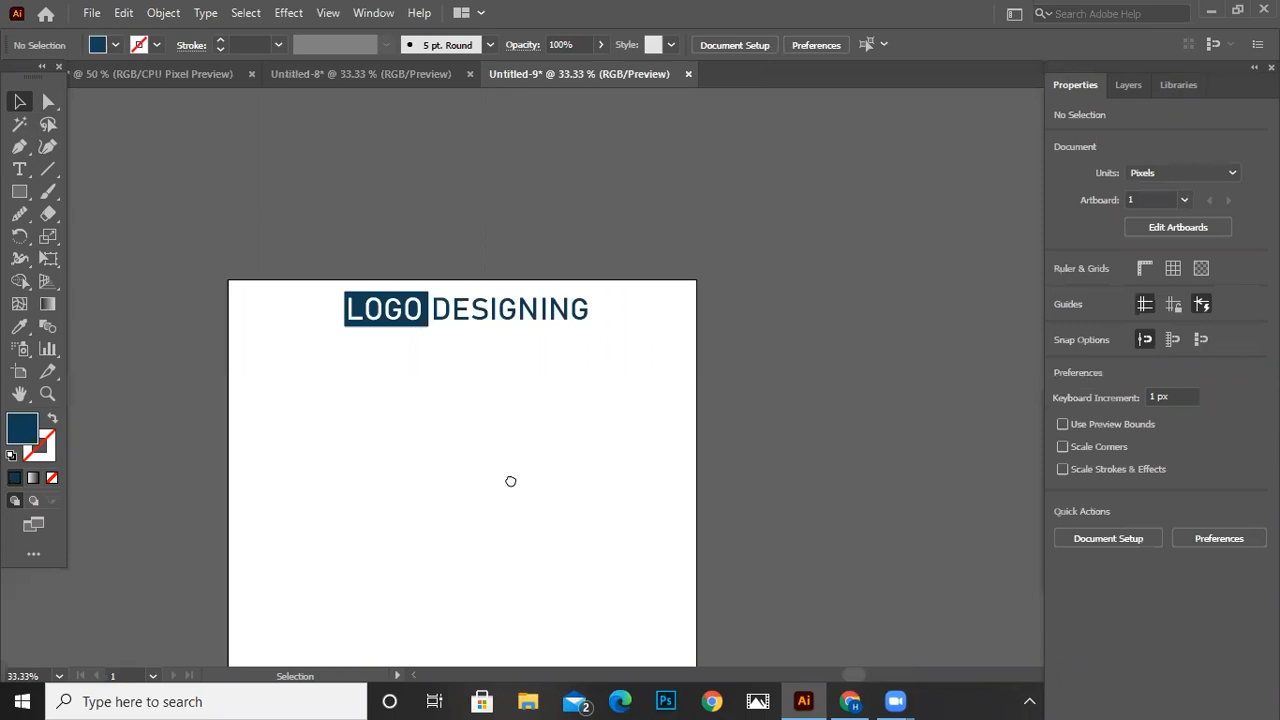 Ai File Edit Object Type Select Effect View Window Help Search Adobe Help
No Selection Stroke: 5 pt. Round Opacity: 100% Style: Document Setup Preferences
* @ 50 % (RGB/CPU Pixel Preview) Untitled-8* @ 33.33 % (RGB/Preview) Untitled-9* @ 33.33 % (RGB/Preview)
Properties Layers Libraries
No Selection
Document
Units: Pixels
Artboard: 1
Edit Artboards
Ruler & Grids
Guides
Snap Options
Preferences
Keyboard Increment: 1 px
Use Preview Bounds
Scale Corners
Scale Strokes & Effects
Quick Actions
Document Setup Preferences
LOGO DESIGNING
T
33.33% 1 Selection
Type here to search 2 Ps Ai H